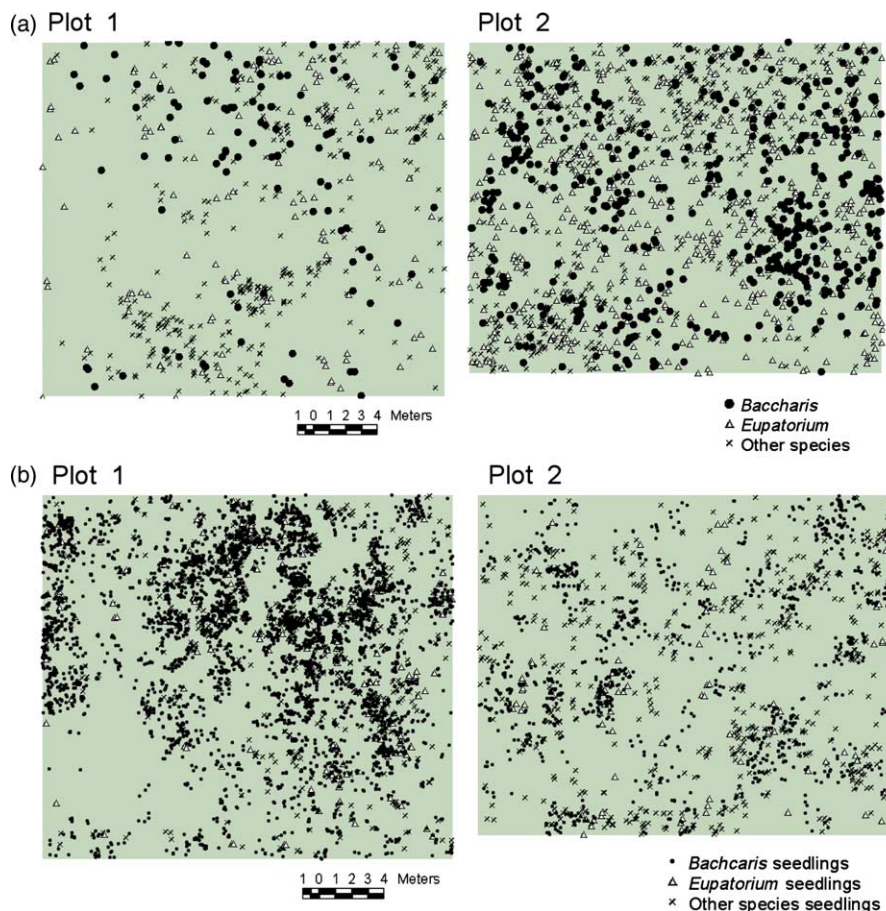 (a) Plot 1
Plot 2
1 0 1 2 3 4 Meters
Baccharis
Eupatorium
Other species
(b) Plot 1
Plot 2
1 0 1 2 3 4 Meters
Bachcaris seedlings
Eupatorium seedlings
Other species seedlings